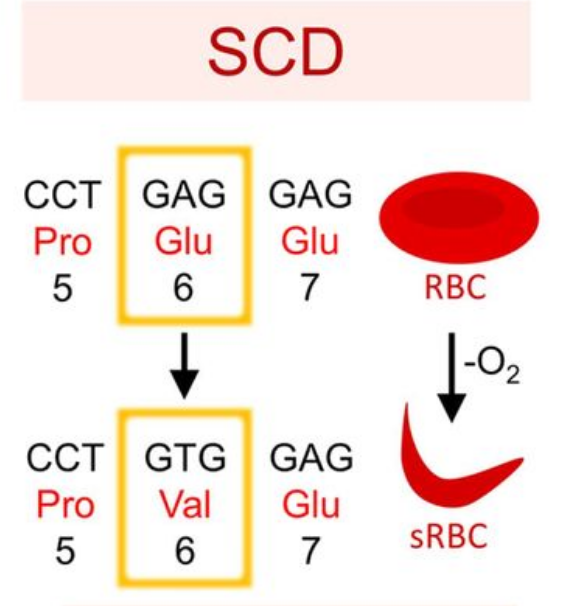 SCD
CCT GAG GAG
Pro Glu Glu
5 6 7
RBC
-O₂
CCT GTG GAG
Pro Val Glu
5 6 7
sRBC